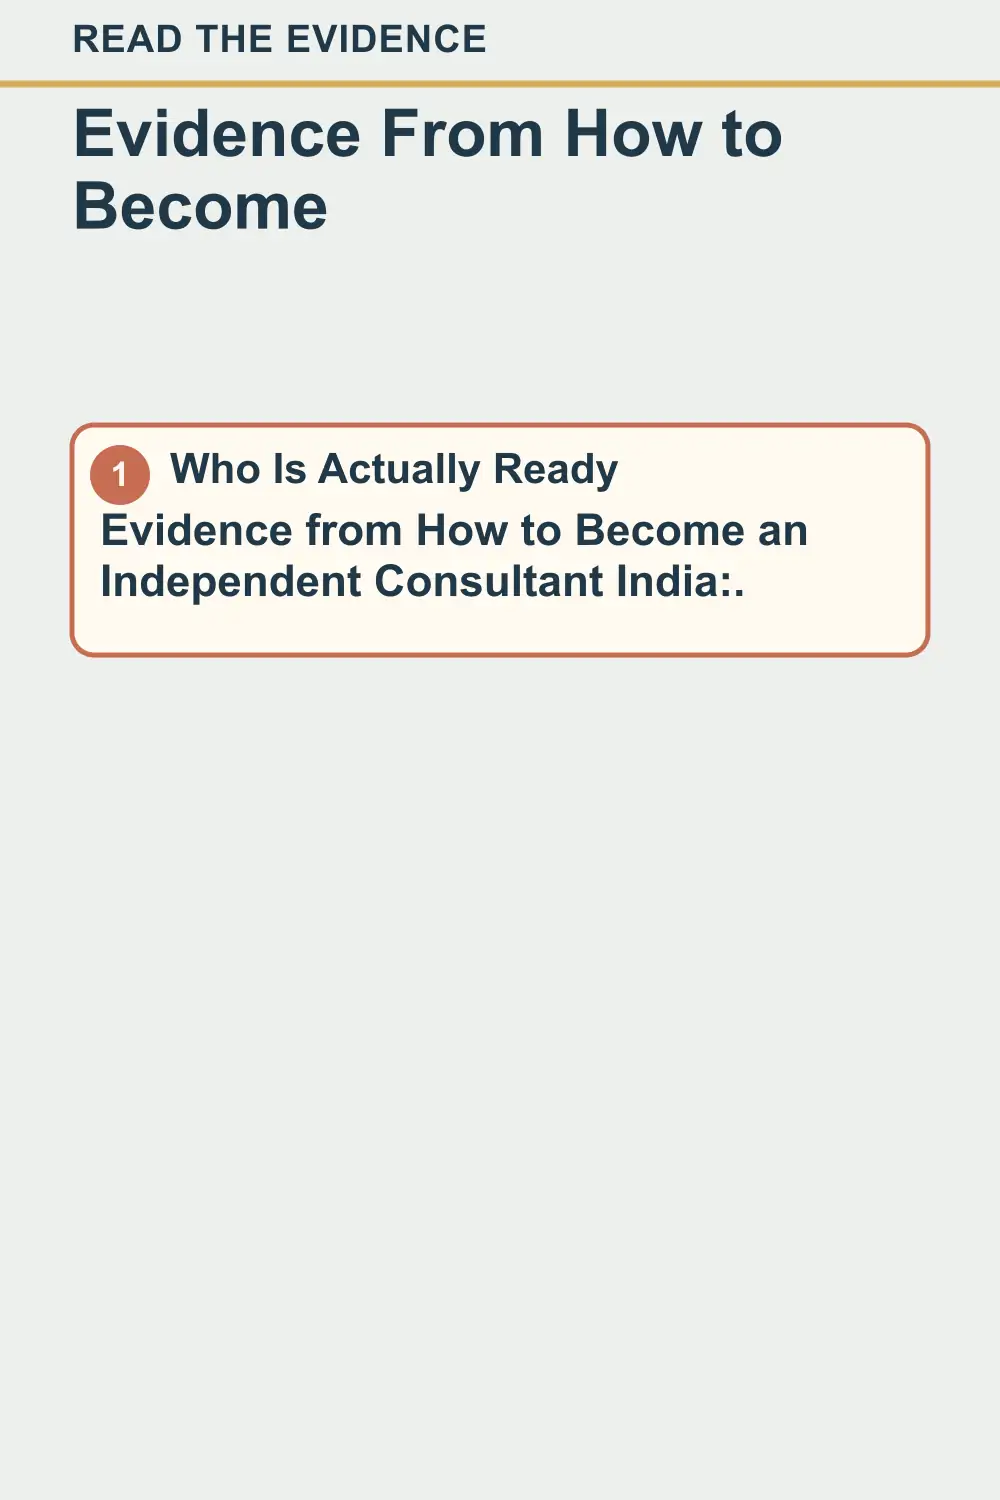 READ THE EVIDENCE
Evidence From How to
Become
1 Who Is Actually Ready
Evidence from How to Become an
Independent Consultant India:.